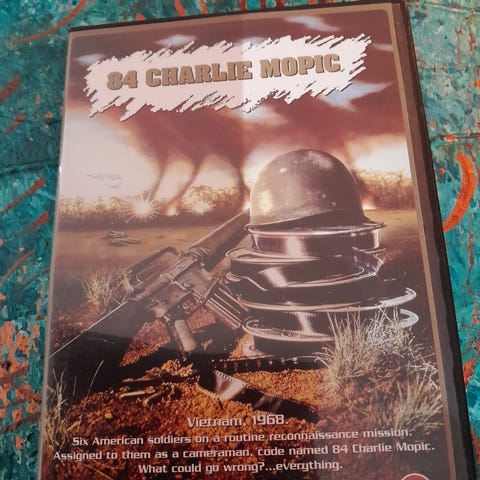 84 CHARLIE MOPIC
Vietnam, 1968.
Six American soldiers on a routine reconnaissance mission.
Assigned to them as a cameraman, code named 84 Charlie Mopic.
What could go wrong?...everything.